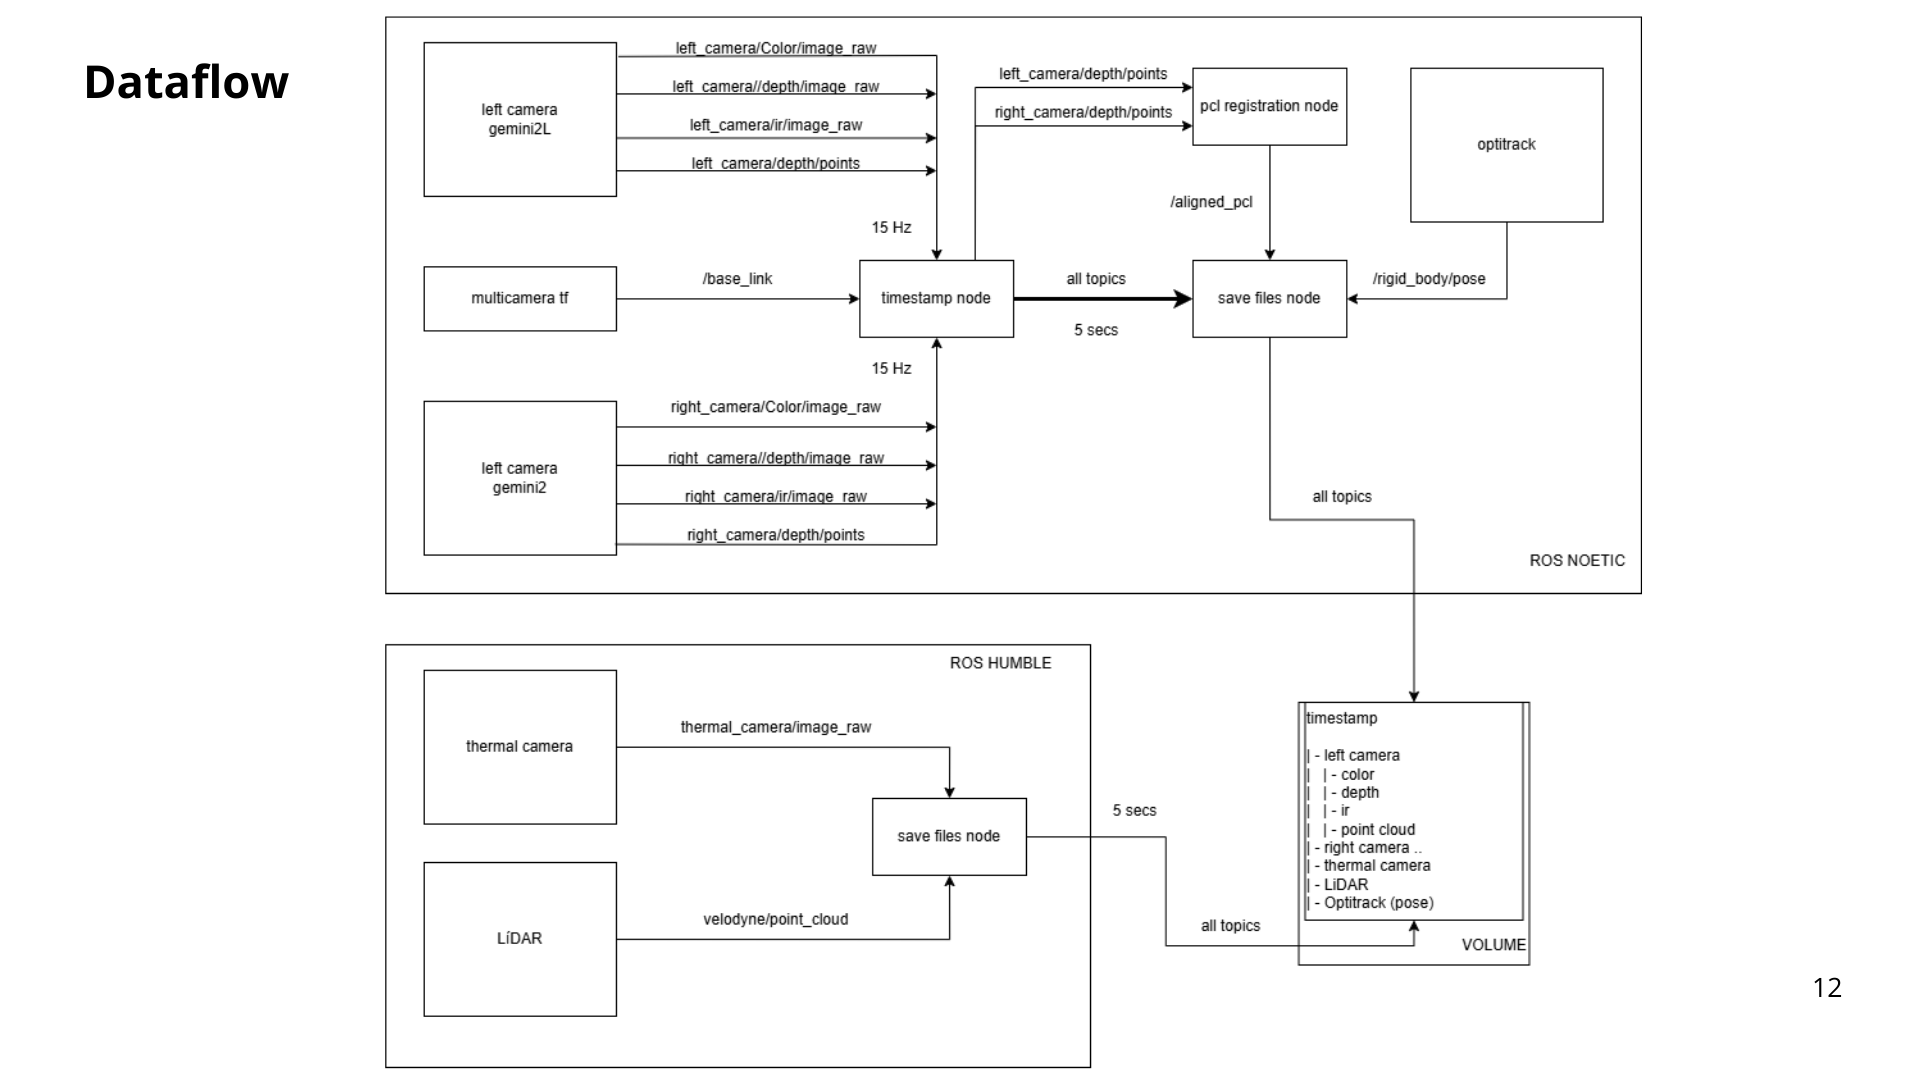 Dataflow
left camera
gemini2L
left_camera/Color/image_raw
left_camera//depth/image_raw
left_camera/ir/image_raw
left_camera/depth/points
15 Hz
left_camera/depth/points
right_camera/depth/points
pcl registration node
optitrack
/aligned_pcl
multicamera tf
/base_link
timestamp node
all topics
5 secs
save files node
/rigid_body/pose
15 Hz
left camera
gemini2
right_camera/Color/image_raw
right_camera//depth/image_raw
right_camera/ir/image_raw
right_camera/depth/points
all topics
ROS NOETIC
ROS HUMBLE
thermal camera
thermal_camera/image_raw
save files node
5 secs
LíDAR
velodyne/point_cloud
all topics
timestamp
| - left camera
| | - color
| | - depth
| | - ir
| | - point cloud
| - right camera ..
| - thermal camera
| - LiDAR
| - Optitrack (pose)
VOLUME
12